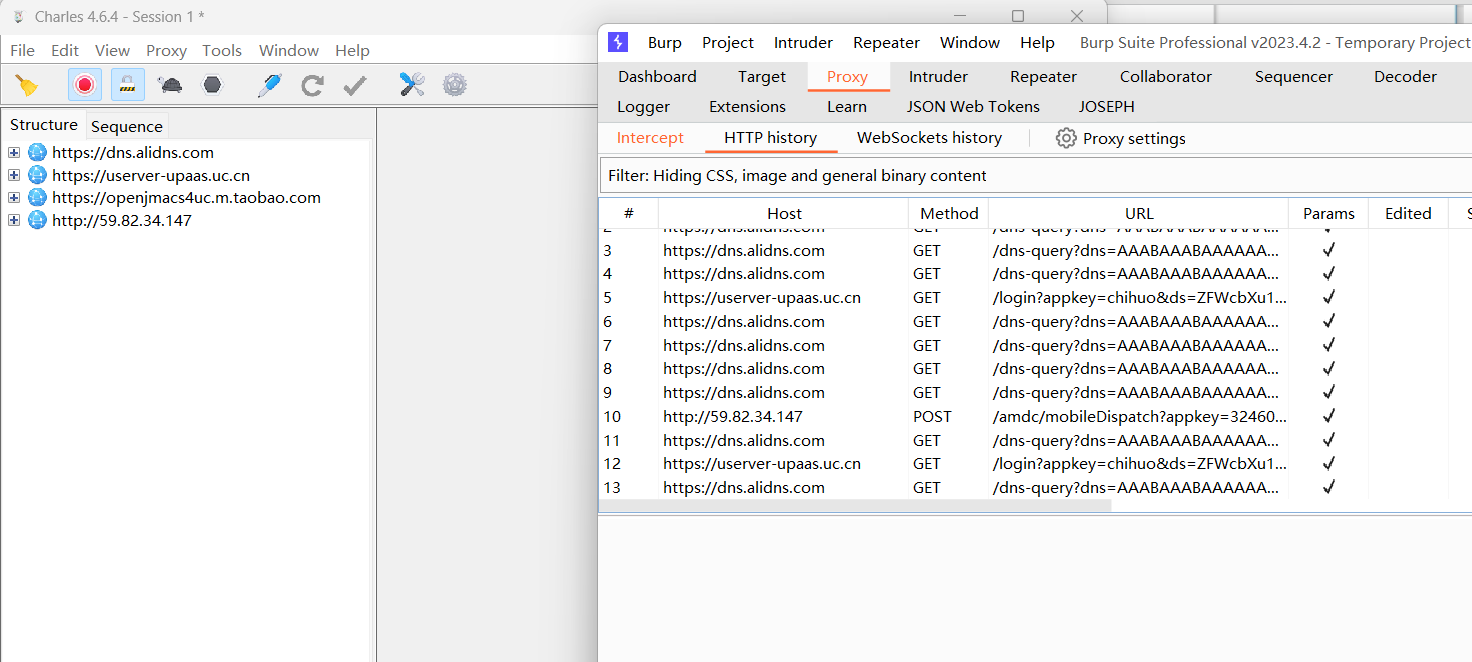 Charles 4.6.4 - Session 1 *
File Edit View Proxy Tools Window Help
Structure Sequence
https://dns.alidns.com
https://userver-upaas.uc.cn
https://openjmacs4uc.m.taobao.com
http://59.82.34.147
Burp Project Intruder Repeater Window Help Burp Suite Professional v2023.4.2 - Temporary Project
Dashboard Target Proxy Intruder Repeater Collaborator Sequencer Decoder
Logger Extensions Learn JSON Web Tokens JOSEPH
Intercept HTTP history WebSockets history Proxy settings
Filter: Hiding CSS, image and general binary content
# Host Method URL Params Edited
2 https://dns.alidns.com GET /dns-query?dns=AAABAAABAAAAAA...
3 https://dns.alidns.com GET /dns-query?dns=AAABAAABAAAAAA...
4 https://dns.alidns.com GET /dns-query?dns=AAABAAABAAAAAA...
5 https://userver-upaas.uc.cn GET /login?appkey=chihuo&ds=ZFWcbXu1...
6 https://dns.alidns.com GET /dns-query?dns=AAABAAABAAAAAA...
7 https://dns.alidns.com GET /dns-query?dns=AAABAAABAAAAAA...
8 https://dns.alidns.com GET /dns-query?dns=AAABAAABAAAAAA...
9 https://dns.alidns.com GET /dns-query?dns=AAABAAABAAAAAA...
10 http://59.82.34.147 POST /amdc/mobileDispatch?appkey=32460...
11 https://dns.alidns.com GET /dns-query?dns=AAABAAABAAAAAA...
12 https://userver-upaas.uc.cn GET /login?appkey=chihuo&ds=ZFWcbXu1...
13 https://dns.alidns.com GET /dns-query?dns=AAABAAABAAAAAA...